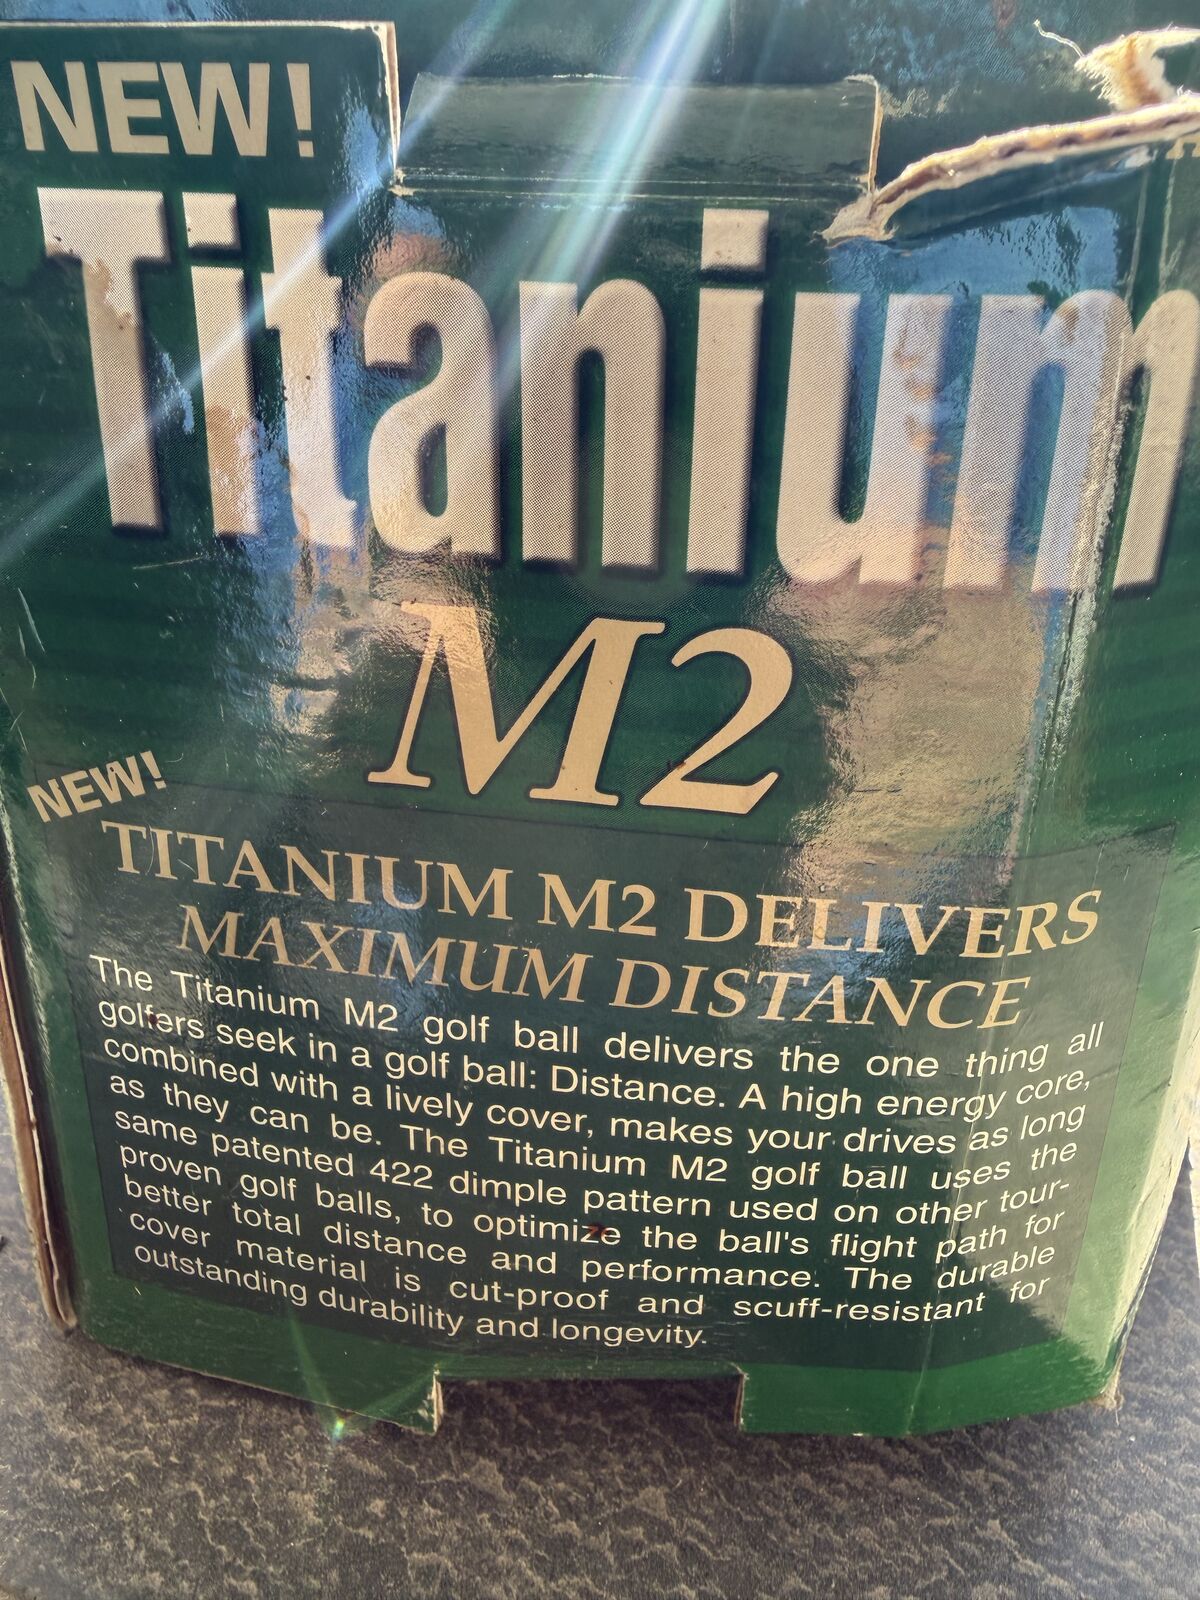 NEW!
Titanium
M2
NEW!
TITANIUM M2 DELIVERS
MAXIMUM DISTANCE
The Titanium M2 golf ball delivers the one thing all
golfers seek in a golf ball: Distance. A high energy core,
combined with a lively cover, makes your drives as long
as they can be. The Titanium M2 golf ball uses the
same patented 422 dimple pattern used on other tour-
proven golf balls, to optimize the ball's flight path for
better total distance and performance. The durable
cover material is cut-proof and scuff-resistant for
outstanding durability and longevity.